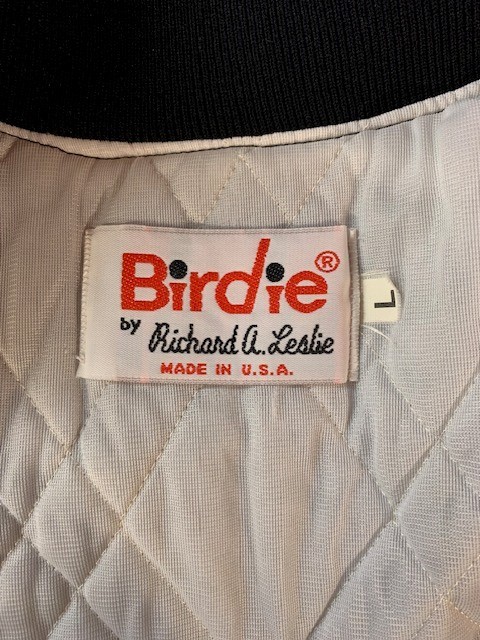 Birdie®
by Richard A. Leslie
MADE IN U.S.A.
L